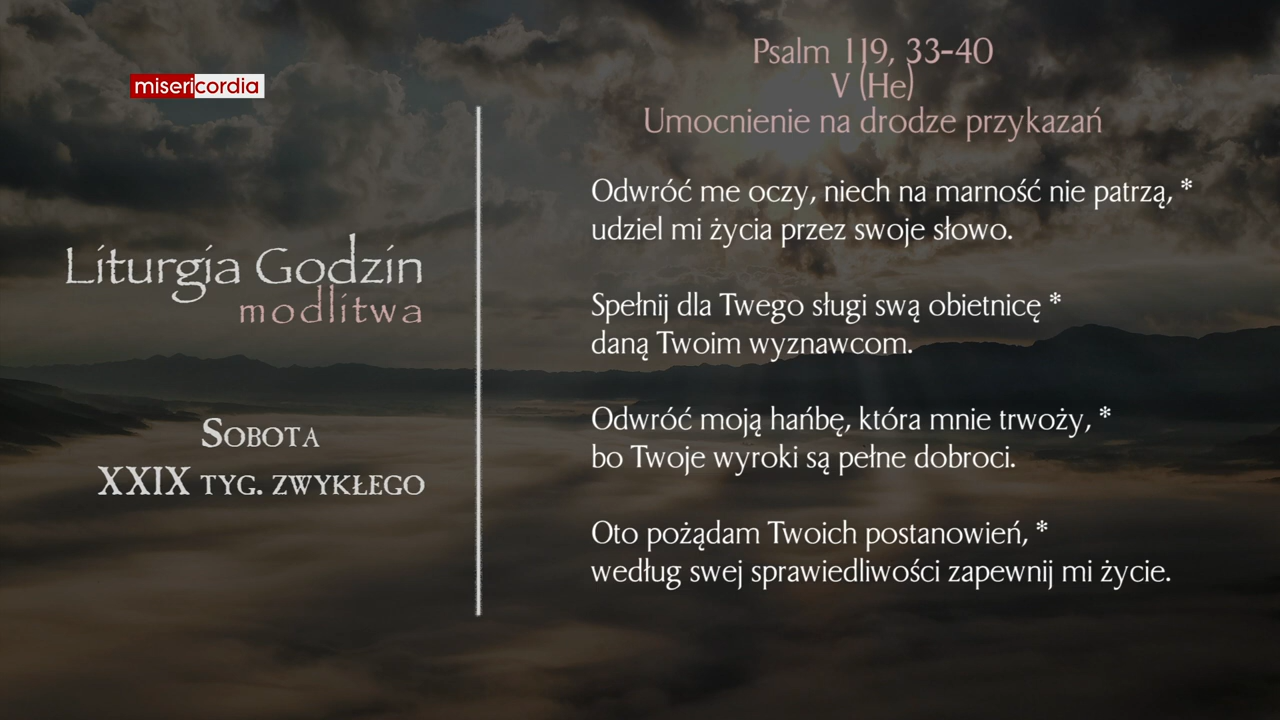 misericordia
Liturgia Godzin
modlitwa
Sobota
XXIX tyg. zwykłego
Psalm 119, 33-40
V (He)
Umocnienie na drodze przykazań
Odwróć me oczy, niech na marność nie patrzą, *
udziel mi życia przez swoje słowo.
Spełnij dla Twego sługi swą obietnicę *
daną Twoim wyznawcom.
Odwróć moją hańbę, która mnie trwoży, *
bo Twoje wyroki są pełne dobroci.
Oto pożądam Twoich postanowień, *
według swej sprawiedliwości zapewnij mi życie.